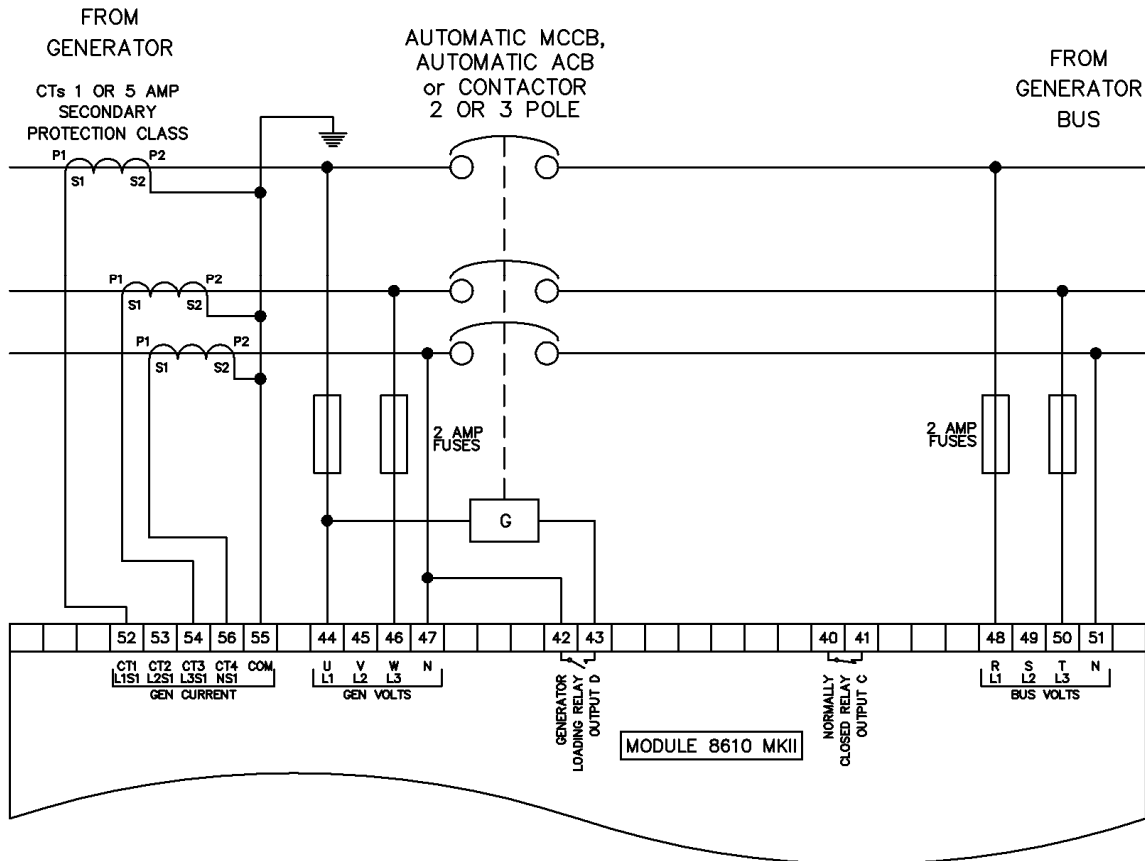 FROM
GENERATOR
CTs 1 OR 5 AMP
SECONDARY
PROTECTION CLASS
AUTOMATIC MCCB,
AUTOMATIC ACB
or CONTACTOR
2 OR 3 POLE
FROM
GENERATOR
BUS
P1 P2
S1 S2
P1 P2
S1 S2
P1 P2
S1 S2
2 AMP
FUSES
2 AMP
FUSES
G
52 53 54 56 55 44 45 46 47 42 43 40 41 48 49 50 51
CT1 CT2 CT3 CT4 COM U V W N R S T N
L1S1 L2S1 L3S1 NS1 L1 L2 L3 L1 L2 L3
GEN CURRENT GEN VOLTS BUS VOLTS
GENERATOR
LOADING RELAY
OUTPUT D
NORMALLY
CLOSED RELAY
OUTPUT C
MODULE 8610 MKII